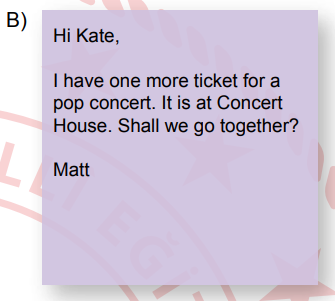 B)
Hi Kate,
I have one more ticket for a
pop concert. It is at Concert
House. Shall we go together?
Matt